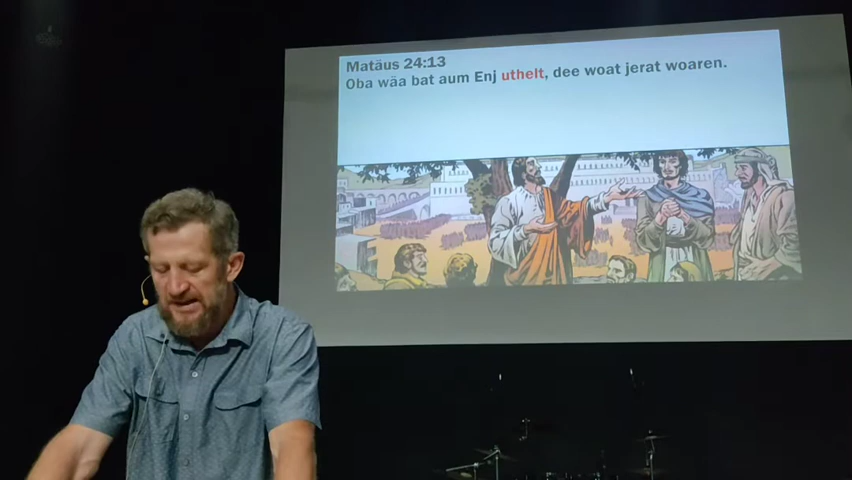 Matäus 24:13
Oba wäa bat aum Enj uthelt, dee woat jerat woaren.